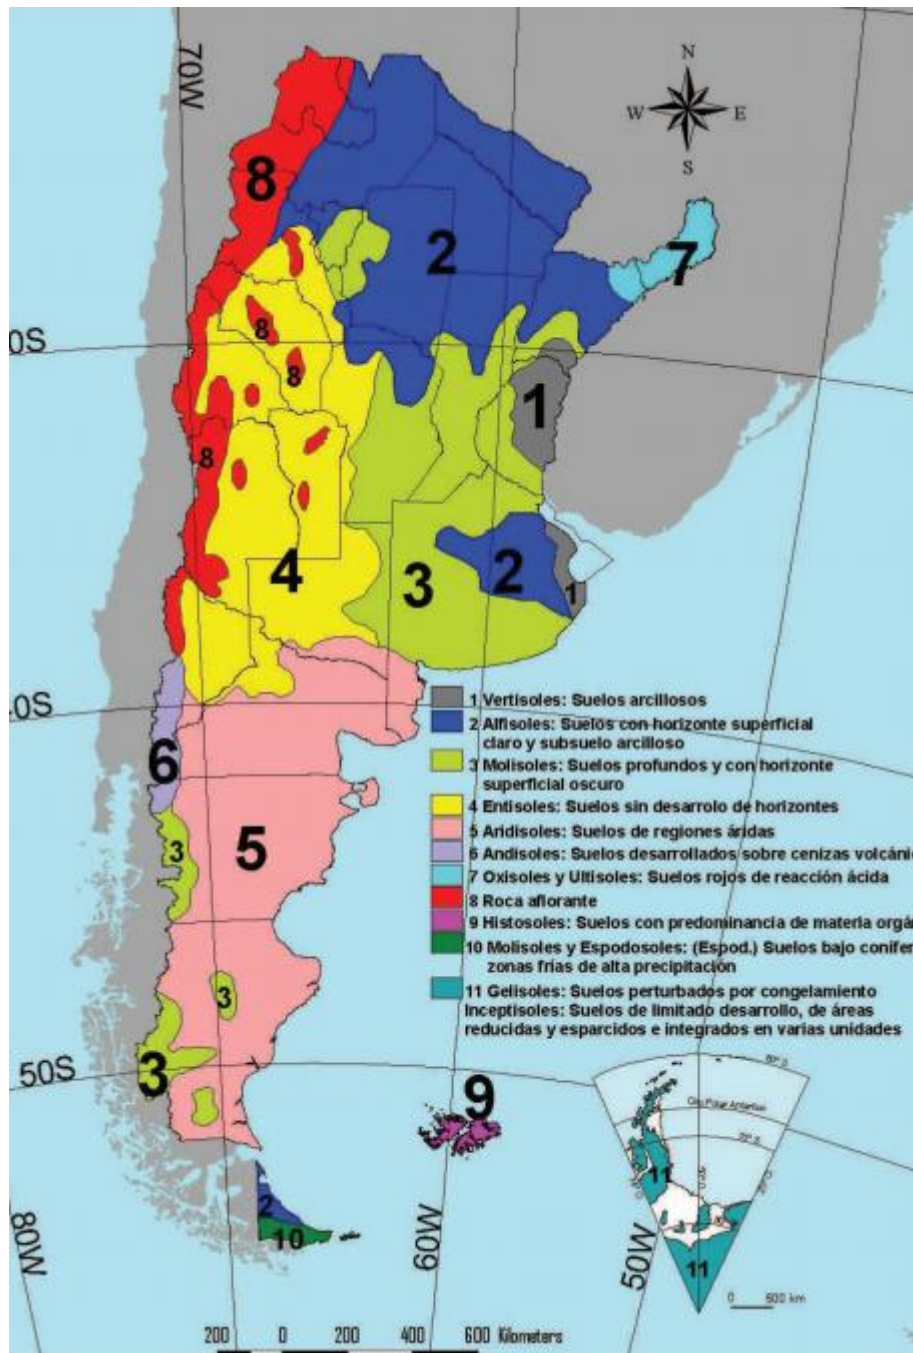 70W
N
W E
S
8
2
7
0S
8
8
1
8
4
3
2
1
0S
6
5
3
3
3
50S
9
2
10
80W
60W
50W
1 Vertisoles: Suelos arcillosos
2 Alfisoles: Suelos con horizonte superficial
claro y subsuelo arcilloso
3 Molisoles: Suelos profundos y con horizonte
superficial oscuro
4 Entisoles: Suelos sin desarrolo de horizontes
5 Aridisoles: Suelos de regiones áridas
6 Andisoles: Suelos desarrollados sobre cenizas volcáni
7 Oxisoles y Ultisoles: Suelos rojos de reacción ácida
8 Roca aflorante
9 Histosoles: Suelos con predominancia de materia orgá
10 Molisoles y Espodosoles: (Espod.) Suelos bajo conifer
zonas frías de alta precipitación
11 Gelisoles: Suelos perturbados por congelamiento
Inceptisoles: Suelos de limitado desarrollo, de áreas
reducidas y esparcidos e integrados en varias unidades
11
11
0 600 km
200 0 200 400 600 Kilometers